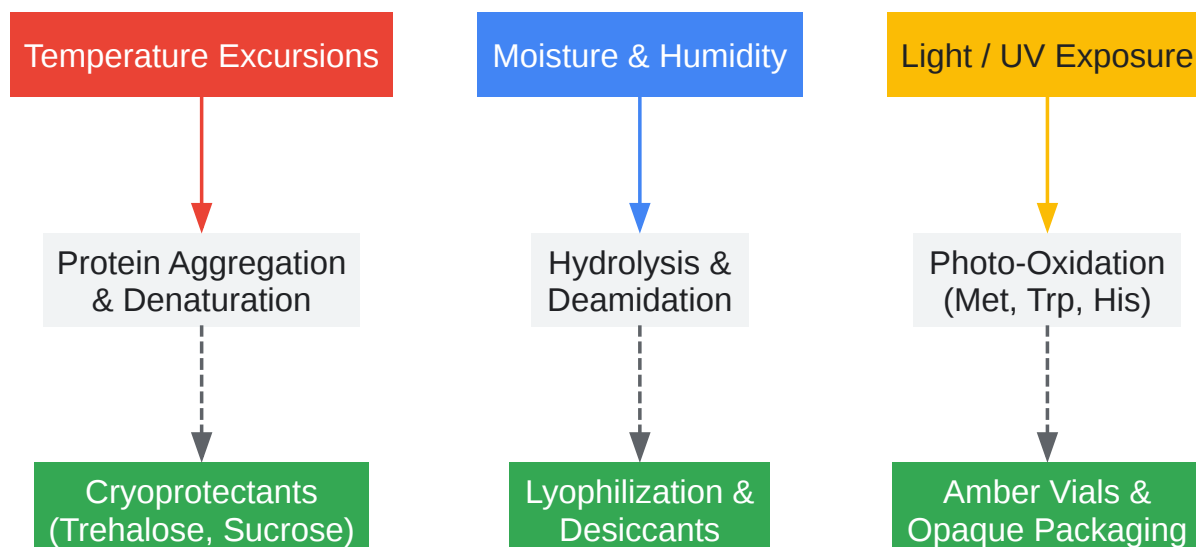 Temperature Excursions
Moisture & Humidity
Light / UV Exposure
Protein Aggregation
& Denaturation
Hydrolysis &
Deamidation
Photo-Oxidation
(Met, Trp, His)
Cryoprotectants
(Trehalose, Sucrose)
Lyophilization &
Desiccants
Amber Vials &
Opaque Packaging